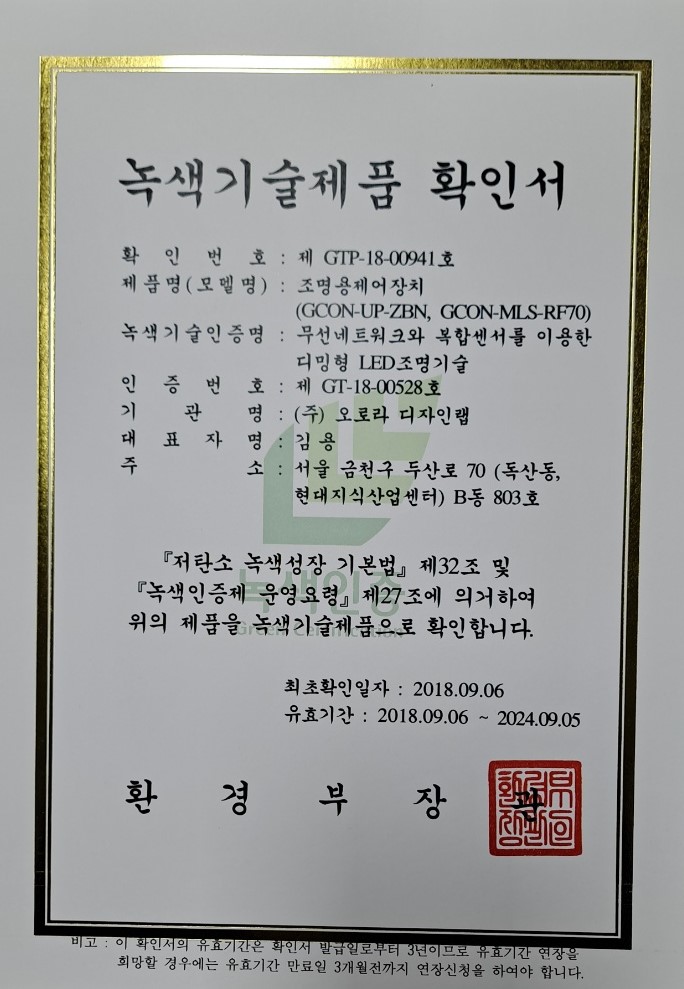 녹색기술제품 확인서
확 인 번 호 : 제 GTP-18-00941호
제품명(모델명) : 조명용제어장치
(GCON-UP-ZBN, GCON-MLS-RF70)
녹색기술인증명 : 무선네트워크와 복합센서를 이용한
디밍형 LED조명기술
인 증 번 호 : 제 GT-18-00528호
기 관 명 : (주) 오로라 디자인랩
대 표 자 명 : 김 용
주 소 : 서울 금천구 두산로 70 (독산동,
현대지식산업센터) B동 803호
『저탄소 녹색성장 기본법』 제32조 및
『녹색인증제 운영요령』 제27조에 의거하여
위의 제품을 녹색기술제품으로 확인합니다.
녹색인증
Green Certification
최초확인일자 : 2018.09.06
유효기간 : 2018.09.06 ~ 2024.09.05
환 경 부 장 관
비고 : 이 확인서의 유효기간은 확인서 발급일로부터 3년이므로 유효기간 연장을
희망할 경우에는 유효기간 만료일 3개월전까지 연장신청을 하여야 합니다.